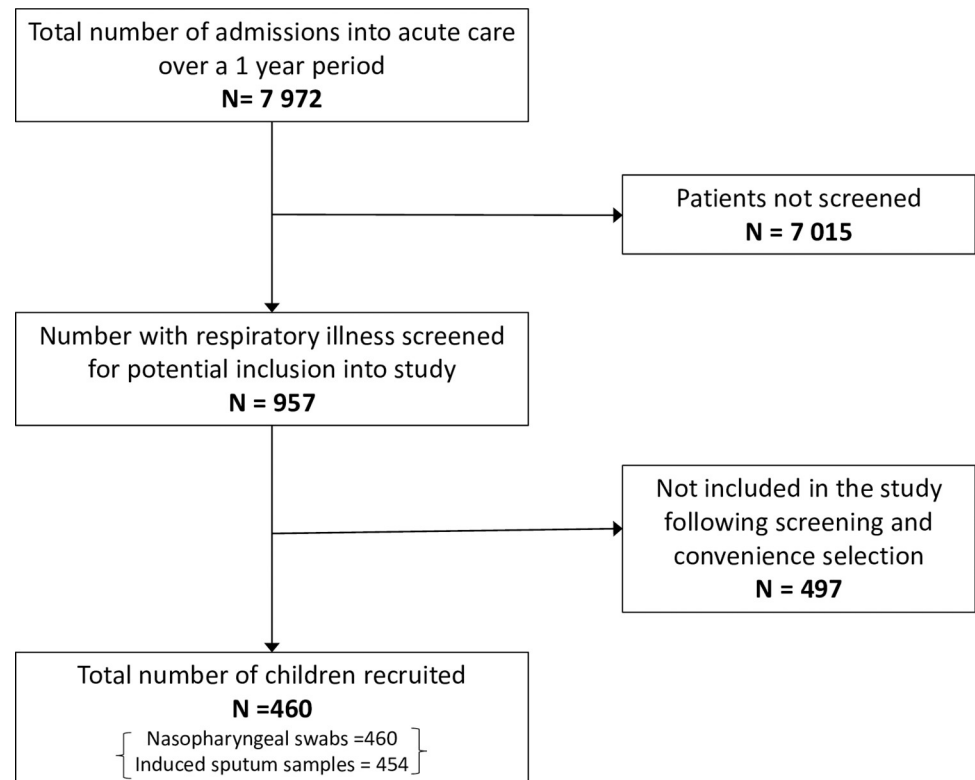 Total number of admissions into acute care
over a 1 year period
N= 7 972
Patients not screened
N = 7 015
Number with respiratory illness screened
for potential inclusion into study
N = 957
Not included in the study
following screening and
convenience selection
N = 497
Total number of children recruited
N =460
Nasopharyngeal swabs =460
Induced sputum samples = 454